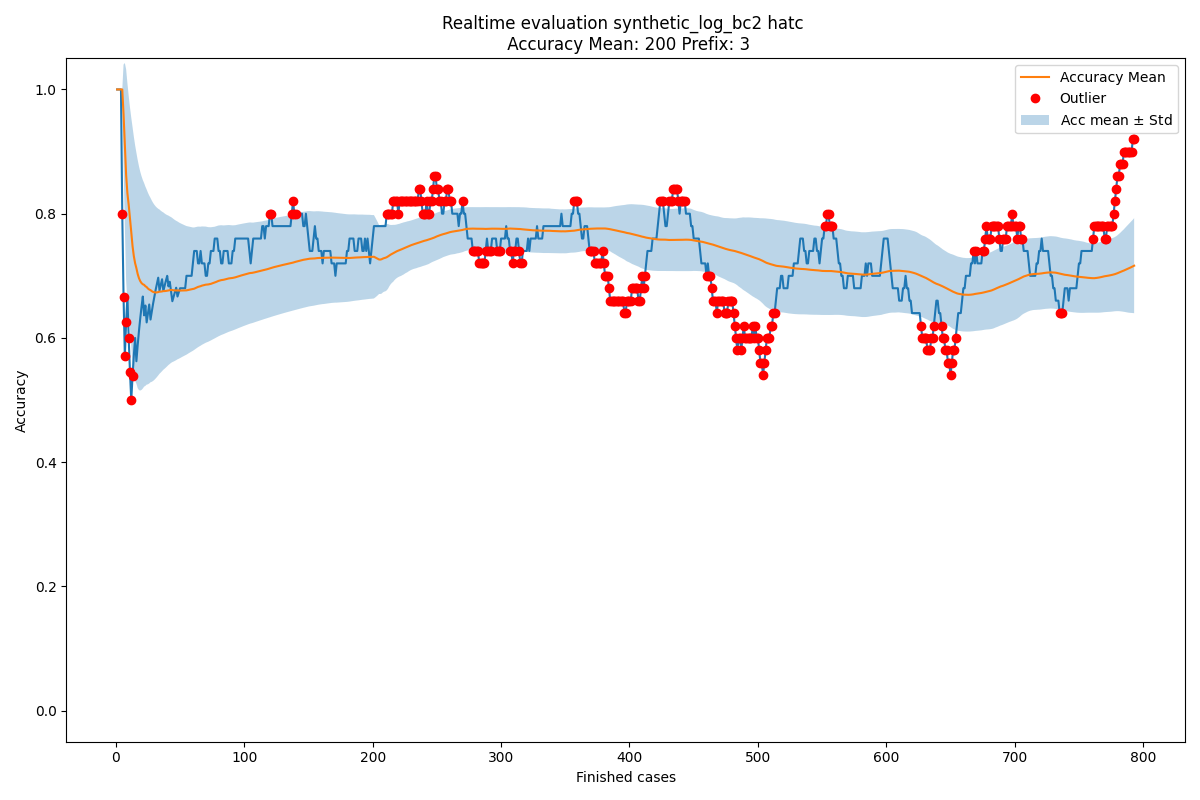 Realtime evaluation synthetic_log_bc2 hatc
Accuracy Mean: 200 Prefix: 3
Accuracy Mean
Outlier
Acc mean ± Std
Accuracy
1.0
0.8
0.6
0.4
0.2
0.0
0
100
200
300
400
500
600
700
800
Finished cases